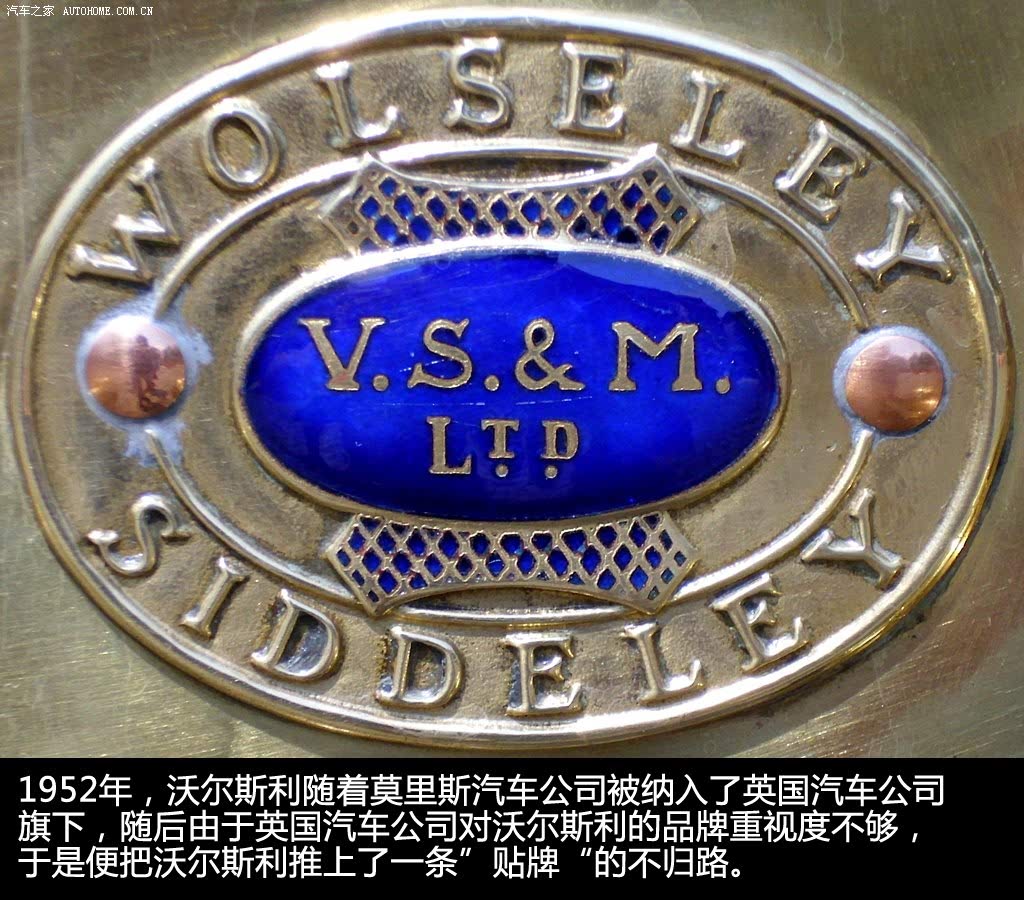 汽车之家 AUTOHOME.COM.CN
WOLSELEY
V.S.&M.
LTD
SIDDELEY
1952年，沃尔斯利随着莫里斯汽车公司被纳入了英国汽车公司
旗下，随后由于英国汽车公司对沃尔斯利的品牌重视度不够，
于是便把沃尔斯利推上了一条”贴牌“的不归路。